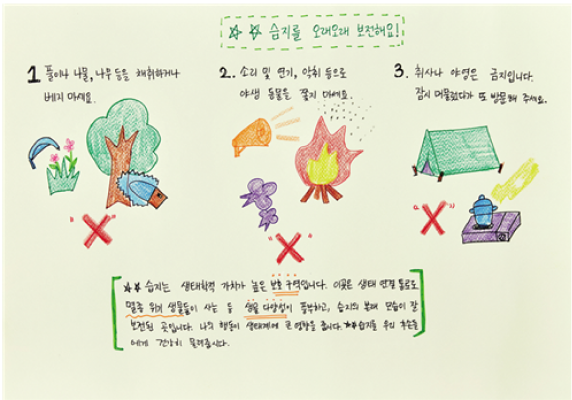 ☆☆ 습지를 오래오래 보전해요!
1 풀이나 나물, 나무 등을 채취하거나
베지 마세요.
2. 소리 및 연기, 악취 등으로
야생 동물을 쫓지 마세요.
3. 취사나 야영은 금지입니다.
잠시 머물렀다가 또 방문해 주세요.
☆☆ 습지는 생태학적 가치가 높은 보호 구역입니다. 이곳은 생태 연결 통로로
멸종 위기 생물들이 사는 등 생물 다양성이 풍부하고, 습지의 본래 모습이 잘
보전된 곳입니다. 나의 행동이 생태계에 큰 영향을 줍니다. ☆☆습지를 우리 후손들
에게 건강히 물려줍시다.